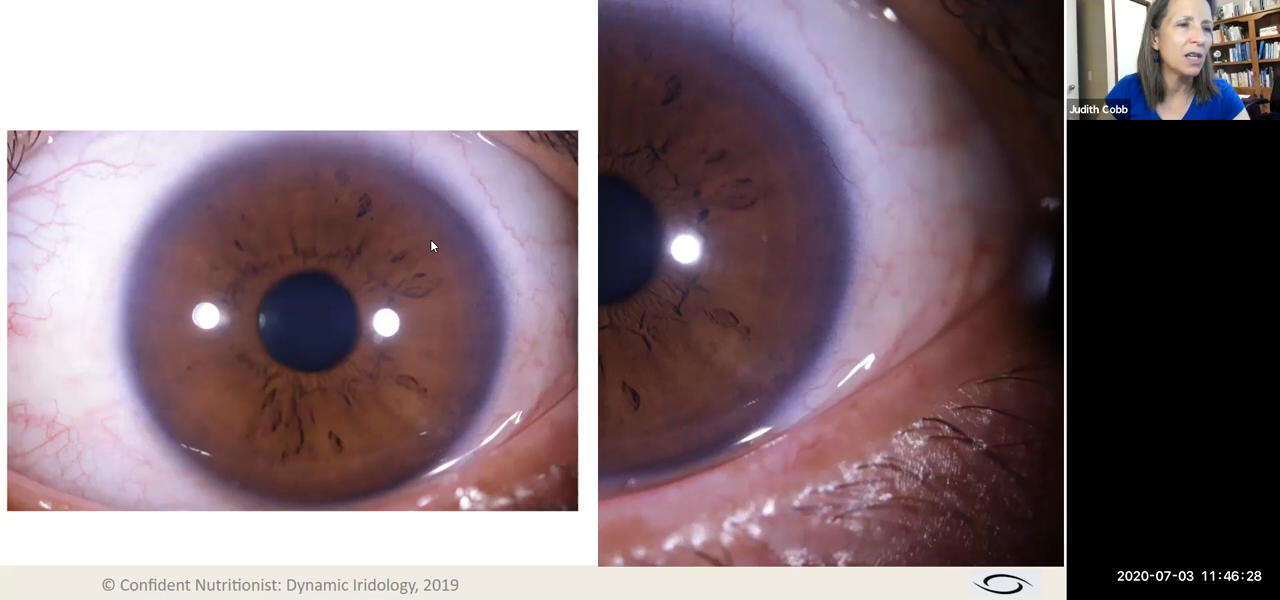 Judith Cobb
© Confident Nutritionist: Dynamic Iridology, 2019
2020-07-03 11:46:28